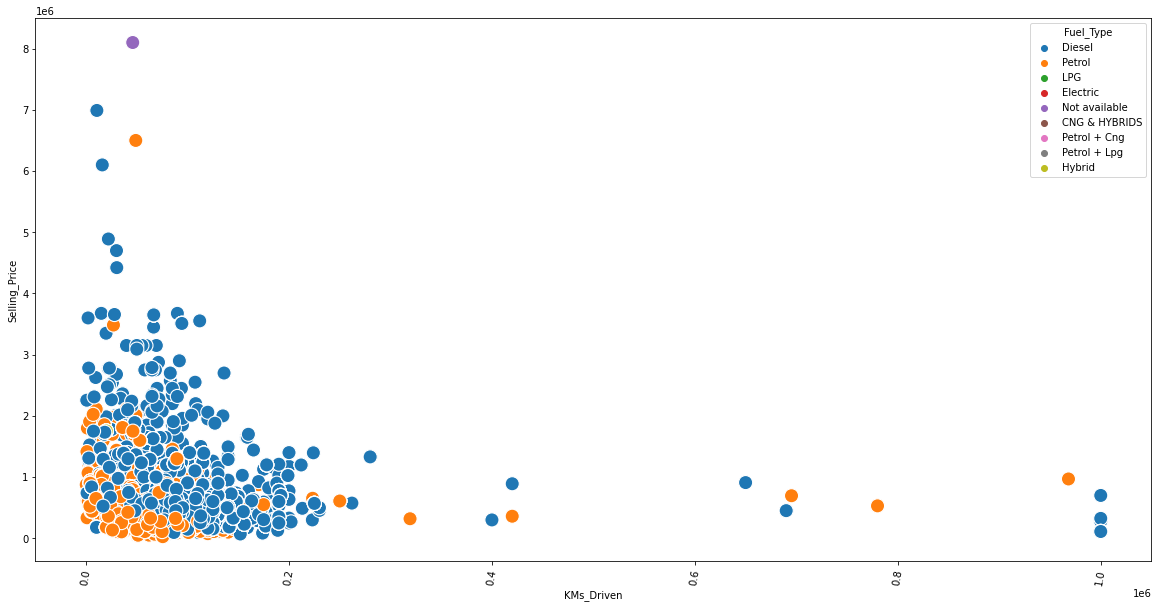 1e6
Selling_Price
8
7
6
5
4
3
2
1
0
Fuel_Type
Diesel
Petrol
LPG
Electric
Not available
CNG & HYBRIDS
Petrol + Cng
Petrol + Lpg
Hybrid
0.0 0.2 0.4 0.6 0.8 1.0
KMs_Driven
1e6